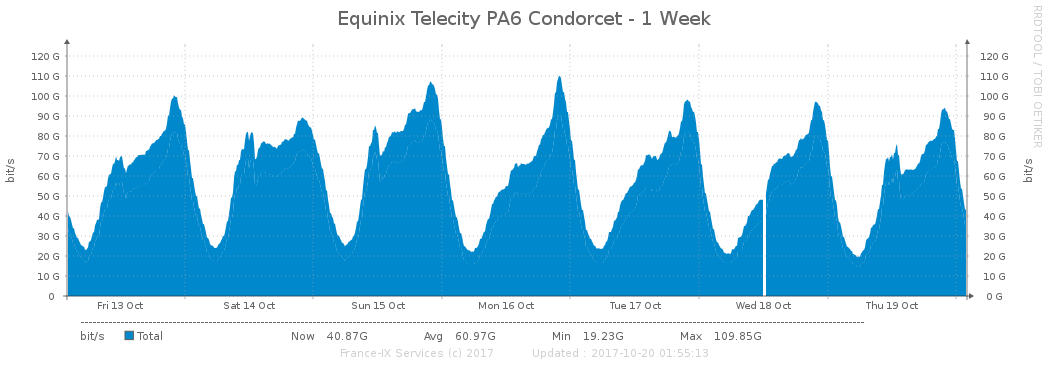 Equinix Telecity PA6 Condorcet - 1 Week
RRDTOOL / TOBI OETIKER
120 G 120 G
110 G 110 G
100 G 100 G
90 G 90 G
80 G 80 G
70 G 70 G
60 G 60 G
50 G 50 G
40 G 40 G
30 G 30 G
20 G 20 G
10 G 10 G
0 0 G
bit/s
bit/s
Fri 13 Oct Sat 14 Oct Sun 15 Oct Mon 16 Oct Tue 17 Oct Wed 18 Oct Thu 19 Oct
bit/s Total Now 40.87G Avg 60.97G Min 19.23G Max 109.85G
France-IX Services (c) 2017 Updated : 2017-10-20 01:55:13